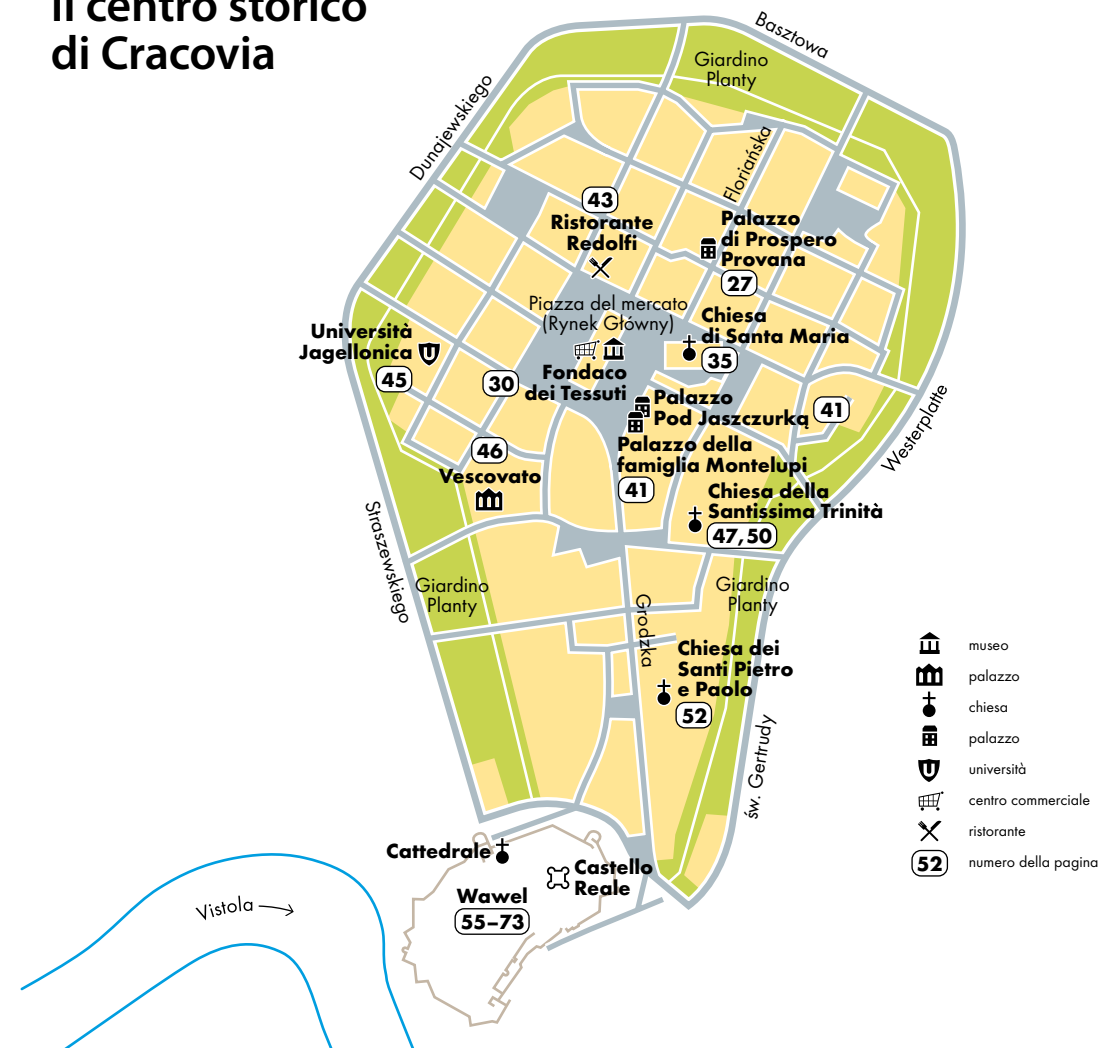 Il centro storico
di Cracovia
Basztowa
Giardino
Planty
Dunajewskiego
Floriańska
43
Ristorante
Redolfi
Palazzo
di Prospero
Provana
27
Piazza del mercato
(Rynek Główny)
Chiesa
di Santa Maria
35
Università
Jagellonica
45
30
Fondaco
dei Tessuti
Palazzo
Pod Jaszczurką
41
Westerplatte
46
Vescovato
Palazzo della
famiglia Montelupi
41
Chiesa della
Santissima Trinità
47,50
Straszewskiego
Giardino
Planty
Giardino
Planty
Grodzka
Chiesa dei
Santi Pietro
e Paolo
52
św. Gertrudy
museo
palazzo
chiesa
palazzo
università
centro commerciale
ristorante
52 numero della pagina
Cattedrale
Castello
Reale
Wawel
55–73
Vistola